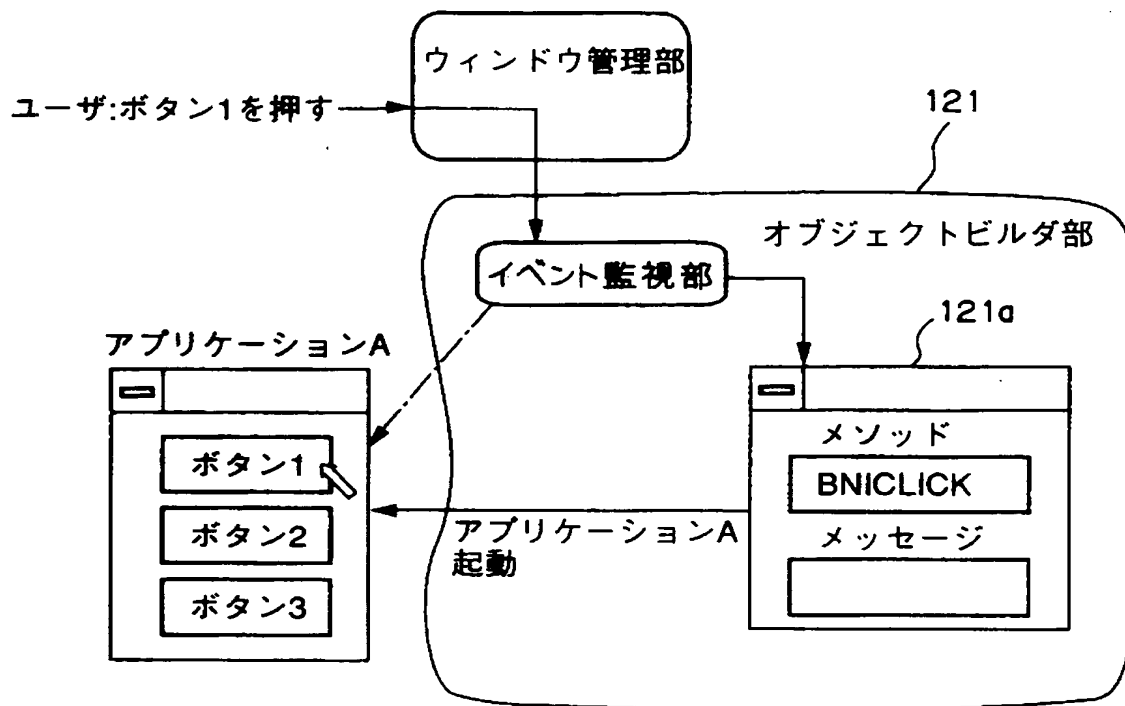 ウィンドウ管理部
ユーザ:ボタン1を押す
121
オブジェクトビルダ部
イベント監視部
121a
アプリケーションA
メソッド
ボタン1
BNICLICK
ボタン2
アプリケーションA
起動
メッセージ
ボタン3